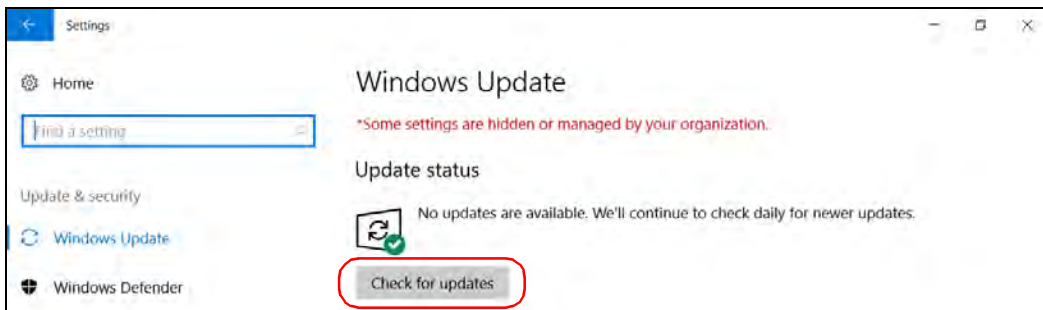 Settings
Home
Find a setting
Update & security
Windows Update
Windows Defender
Windows Update
*Some settings are hidden or managed by your organization.
Update status
No updates are available. We'll continue to check daily for newer updates.
Check for updates